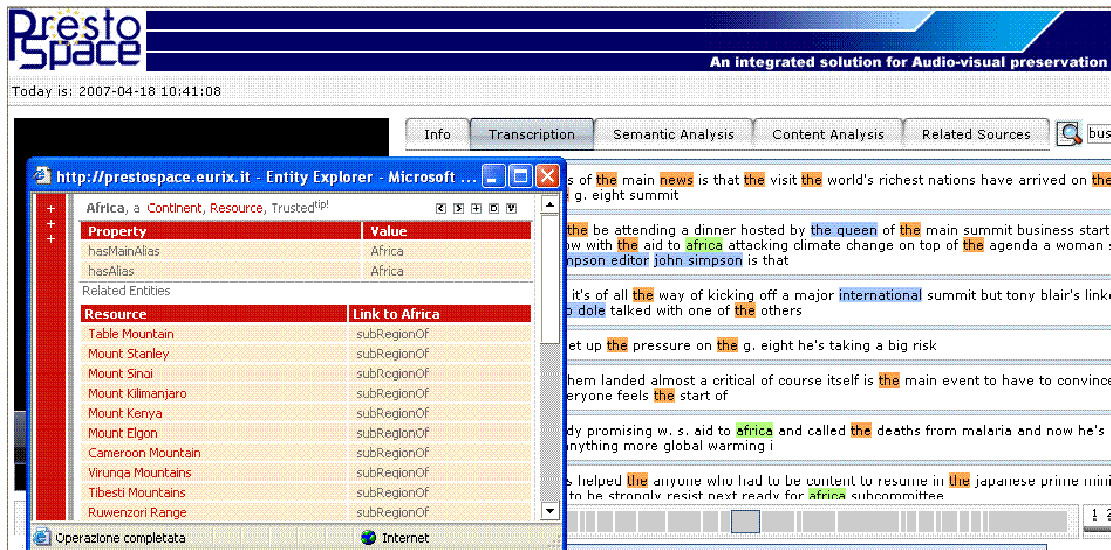 Presto
Space
An integrated solution for Audio-visual preservation
Today is: 2007-04-18 10:41:08
Info
Transcription
Semantic Analysis
Content Analysis
Related Sources
bus
http://prestospace.eurix.it - Entity Explorer - Microsoft ...
Africa, a Continent, Resource, Trusted tip!
Property Value
hasMainAlias Africa
hasAlias Africa
Related Entities
Resource Link to Africa
Table Mountain subRegionOf
Mount Stanley subRegionOf
Mount Sinai subRegionOf
Mount Kilimanjaro subRegionOf
Mount Kenya subRegionOf
Mount Elgon subRegionOf
Cameroon Mountain subRegionOf
Virunga Mountains subRegionOf
Tibesti Mountains subRegionOf
Ruwenzori Range subRegionOf
Operazione completata Internet
s of the main news is that the visit the world's richest nations have arrived on the
g. eight summit
the be attending a dinner hosted by the queen of the main summit business start
ow with the aid to africa attacking climate change on top of the agenda a woman s
mpson editor john simpson is that
it's of all the way of kicking off a major international summit but tony blair's link
o dole talked with one of the others
et up the pressure on the g. eight he's taking a big risk
hem landed almost a critical of course itself is the main event to have to convince
eryone feels the start of
dy promising w. s. aid to africa and called the deaths from malaria and now he's
anything more global warming i
s helped the anyone who had to be content to resume in the japanese prime mini
to be strongly resist next ready for africa subcommittee
1 2